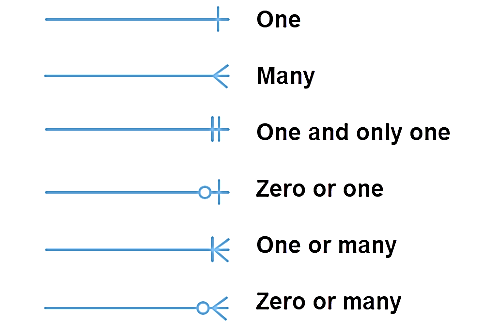 One
Many
One and only one
Zero or one
One or many
Zero or many